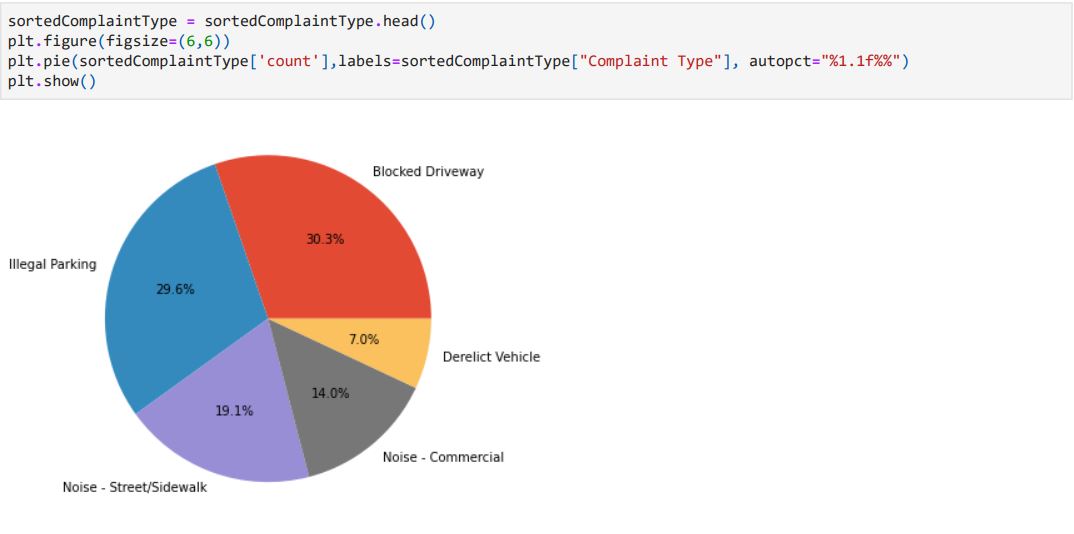 sortedComplaintType = sortedComplaintType.head()
plt.figure(figsize=(6,6))
plt.pie(sortedComplaintType['count'],labels=sortedComplaintType["Complaint Type"], autopct="%1.1f%%")
plt.show()
Blocked Driveway
30.3%
Illegal Parking
29.6%
7.0%
Derelict Vehicle
14.0%
19.1%
Noise - Commercial
Noise - Street/Sidewalk